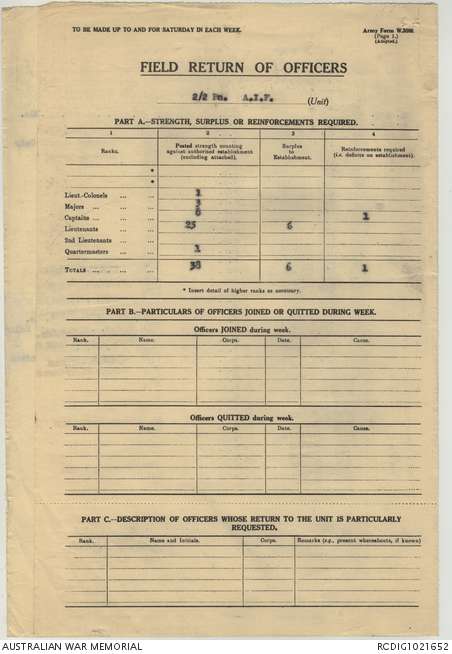 TO BE MADE UP TO AND FOR SATURDAY IN EACH WEEK.
Army Form W.3008.
(Page 1.)
(Adapted.)
FIELD RETURN OF OFFICERS
2/2 Bn. A.I.F. (Unit)
PART A.—STRENGTH, SURPLUS OR REINFORCEMENTS REQUIRED.
1 2 3 4
Ranks. Posted strength counting against authorised establishment (excluding attached). Surplus to Establishment. Reinforcements required (i.e. deficits on establishment).
*
*
Lieut.-Colonels ... ... 1
Majors ... ... ... 3
Captains ... ... ... 8 1
Lieutenants ... ... 25 6
2nd Lieutenants ... ...
Quartermasters ... ... 1
TOTALS ... ... ... 38 6 1
* Insert detail of higher ranks as necessary.
PART B.—PARTICULARS OF OFFICERS JOINED OR QUITTED DURING WEEK.
Officers JOINED during week.
Rank. Name. Corps. Date. Cause.
Officers QUITTED during week.
Rank. Name. Corps. Date. Cause.
PART C.—DESCRIPTION OF OFFICERS WHOSE RETURN TO THE UNIT IS PARTICULARLY
REQUESTED.
Rank. Name and Initials. Corps. Remarks (e.g., present whereabouts, if known)
AUSTRALIAN WAR MEMORIAL RCDIG1021652